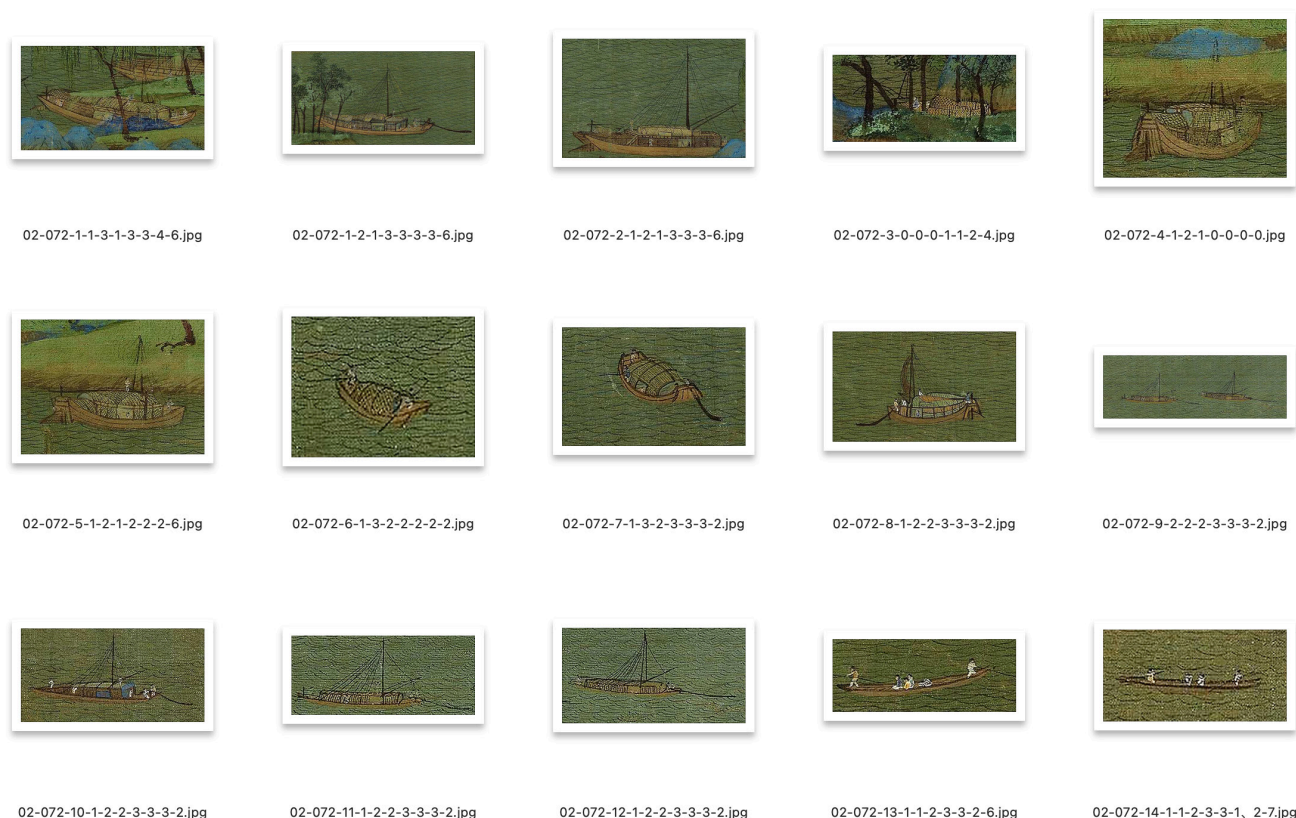 02-072-1-1-3-1-3-3-4-6.jpg
02-072-1-2-1-3-3-3-3-6.jpg
02-072-2-1-2-1-3-3-3-6.jpg
02-072-3-0-0-0-1-1-2-4.jpg
02-072-4-1-2-1-0-0-0-0.jpg
02-072-5-1-2-1-2-2-2-6.jpg
02-072-6-1-3-2-2-2-2-2.jpg
02-072-7-1-3-2-3-3-3-2.jpg
02-072-8-1-2-2-3-3-3-2.jpg
02-072-9-2-2-2-3-3-3-2.jpg
02-072-10-1-2-2-3-3-3-2.jpg
02-072-11-1-2-2-3-3-3-2.jpg
02-072-12-1-2-2-3-3-3-2.jpg
02-072-13-1-1-2-3-3-2-6.jpg
02-072-14-1-1-2-3-3-1、2-7.jpg